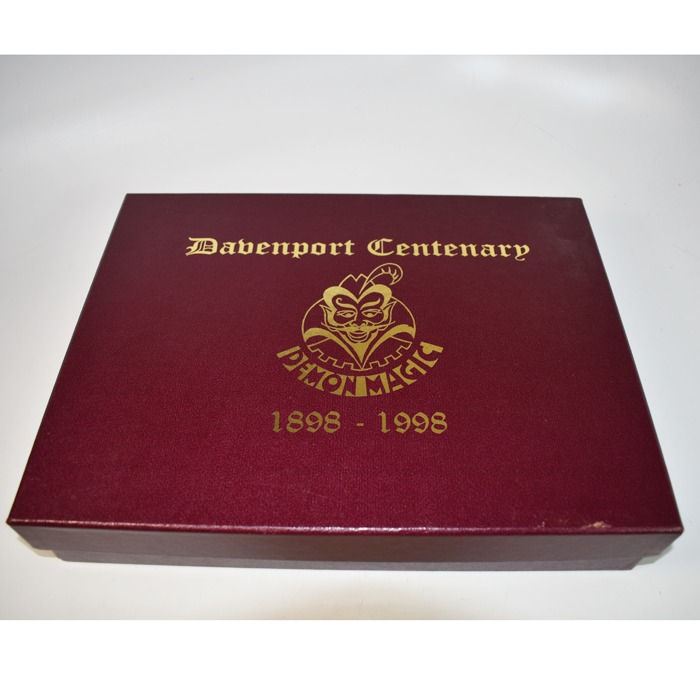 Davenport Centenary
DEMON MAGIC
1898 - 1998